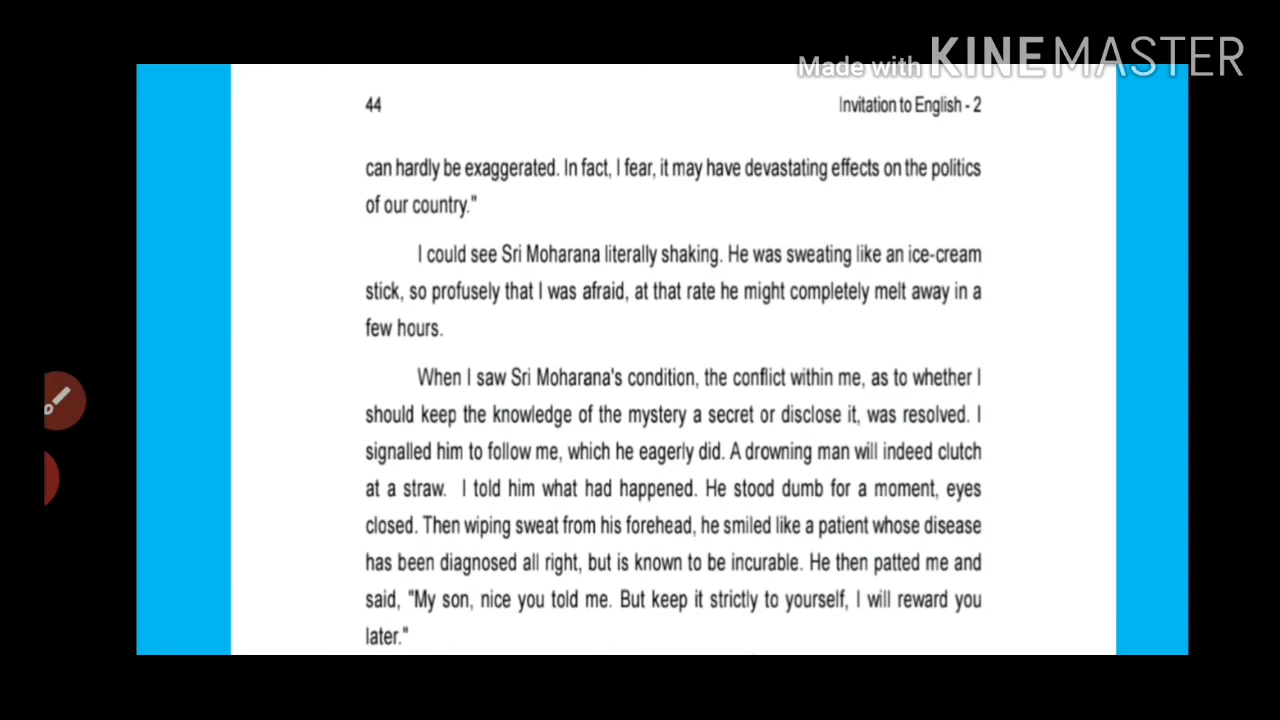 Made with KINEMASTER
44 Invitation to English - 2
can hardly be exaggerated. In fact, I fear, it may have devastating effects on the politics
of our country."
I could see Sri Moharana literally shaking. He was sweating like an ice-cream
stick, so profusely that I was afraid, at that rate he might completely melt away in a
few hours.
When I saw Sri Moharana's condition, the conflict within me, as to whether I
should keep the knowledge of the mystery a secret or disclose it, was resolved. I
signalled him to follow me, which he eagerly did. A drowning man will indeed clutch
at a straw. I told him what had happened. He stood dumb for a moment, eyes
closed. Then wiping sweat from his forehead, he smiled like a patient whose disease
has been diagnosed all right, but is known to be incurable. He then patted me and
said, "My son, nice you told me. But keep it strictly to yourself, I will reward you
later."